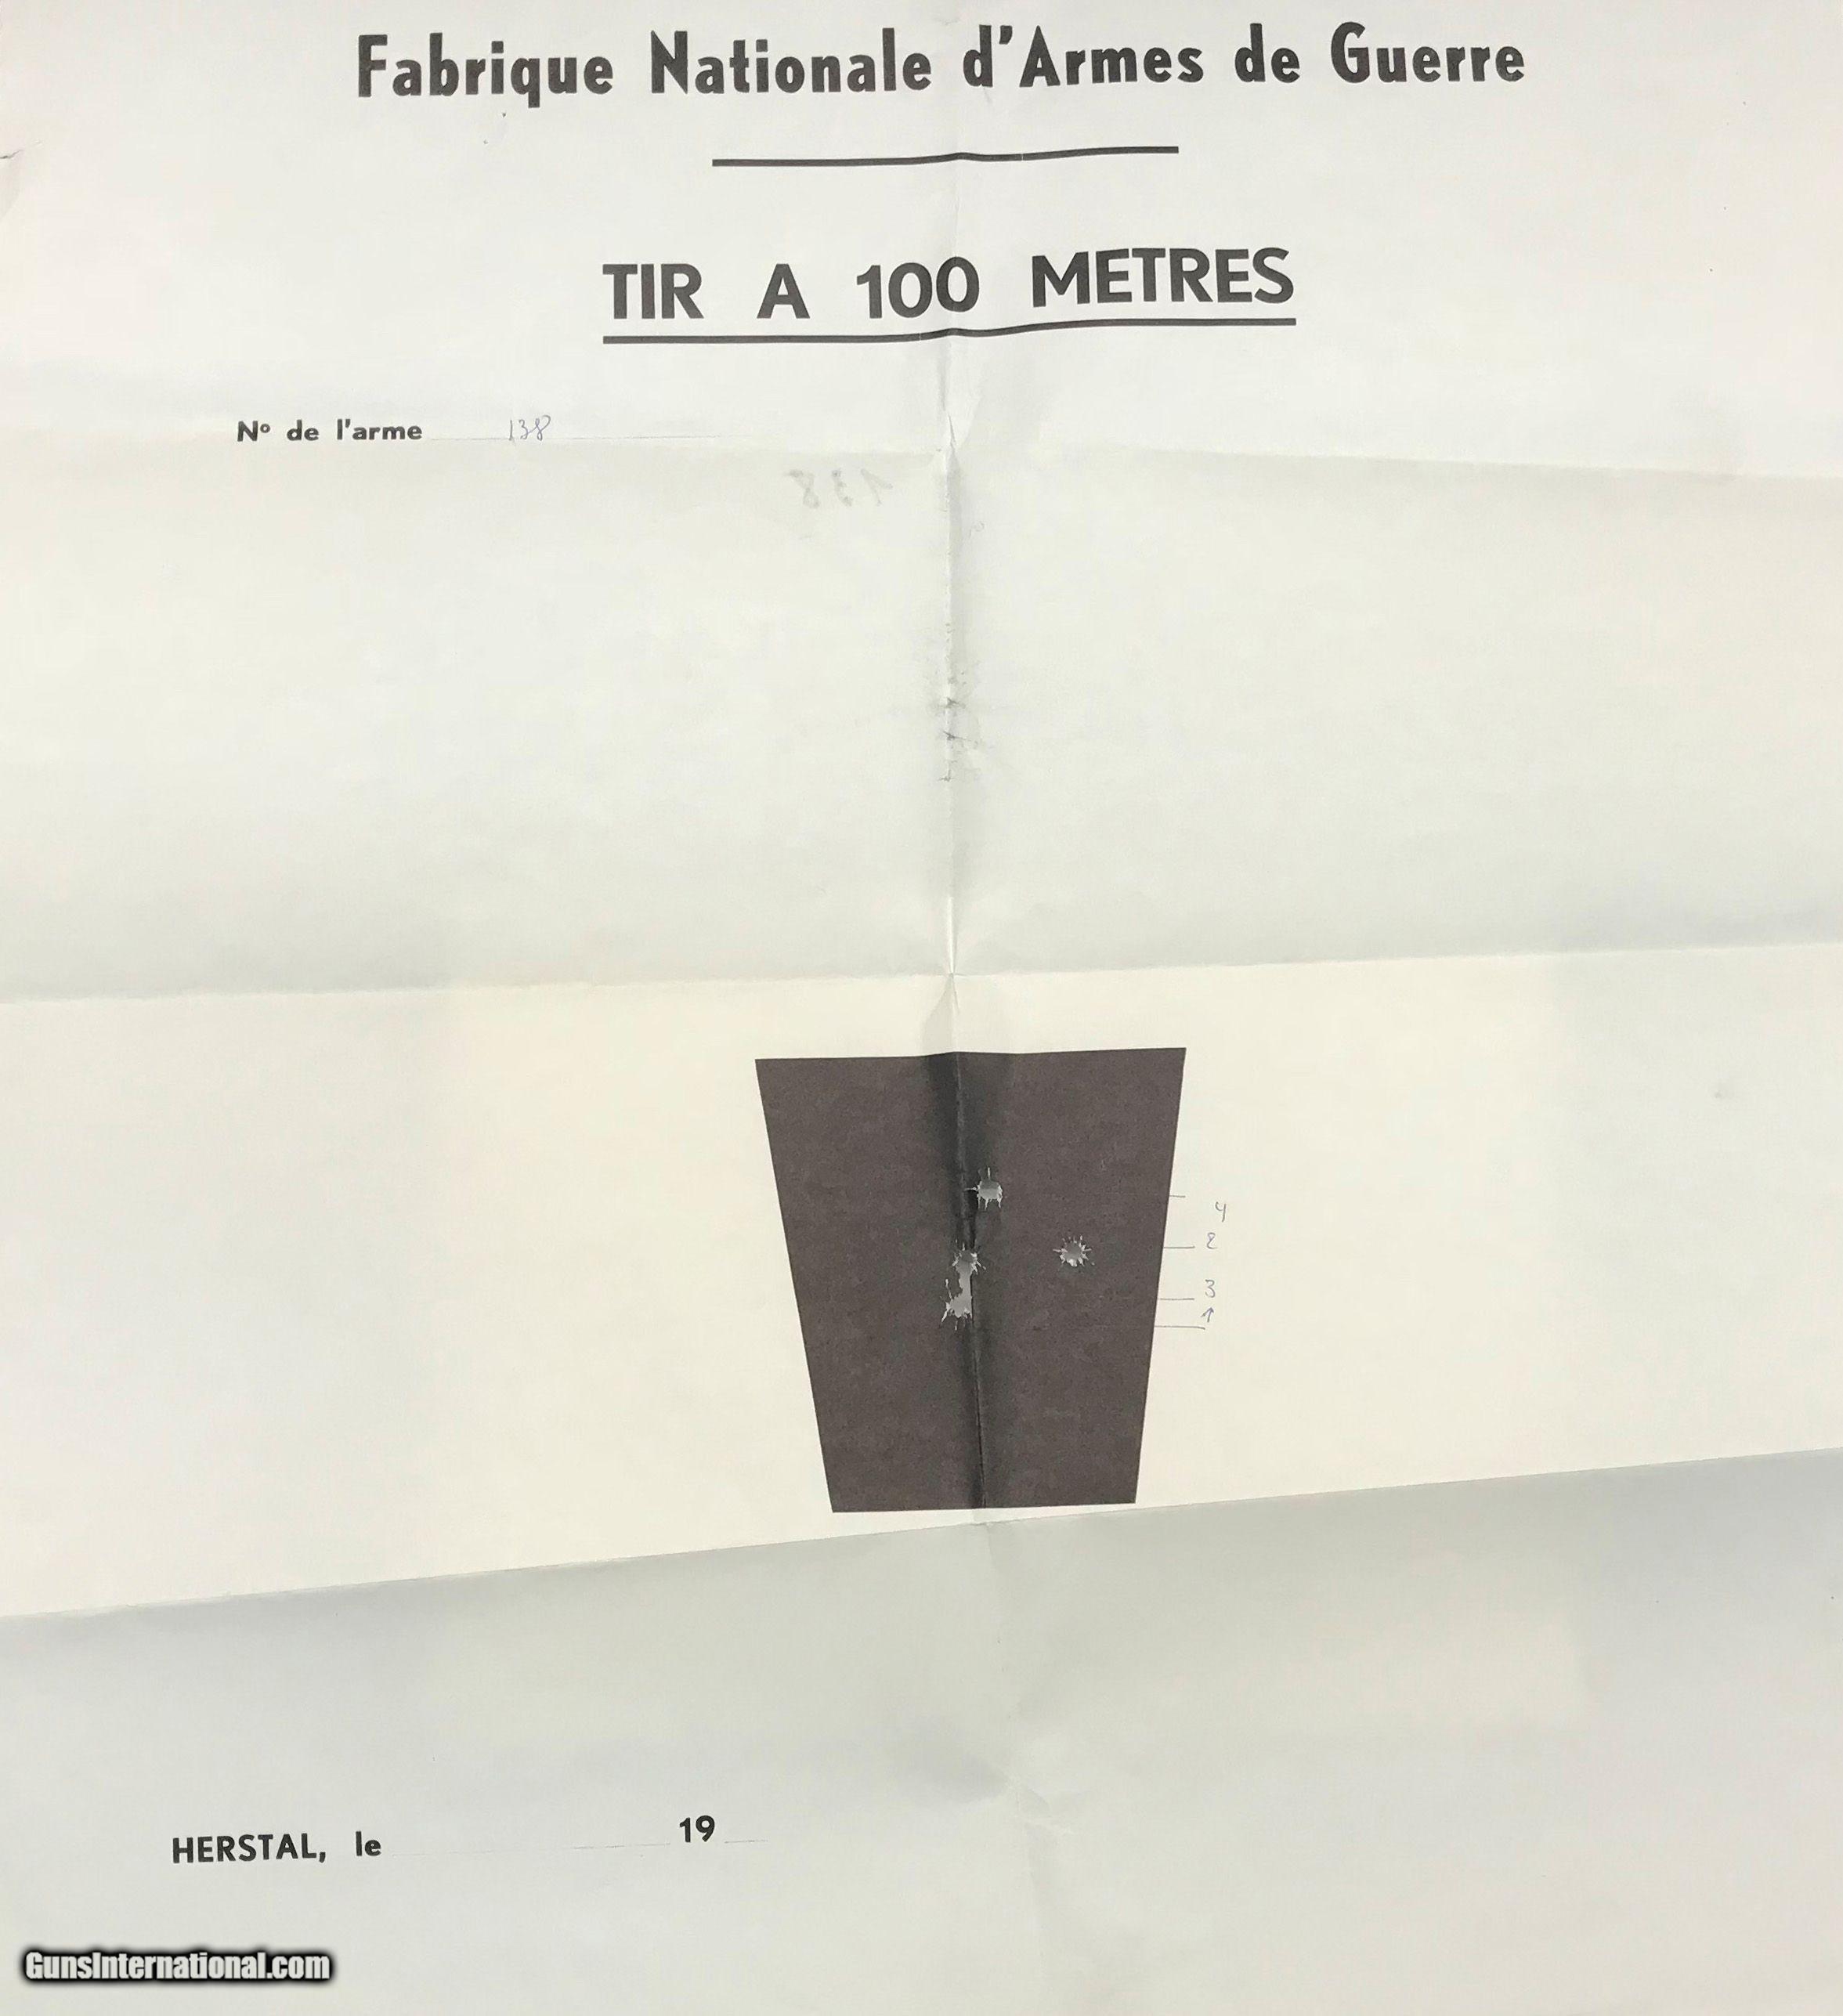 Fabrique Nationale d'Armes de Guerre
TIR A 100 METRES
Nº de l'arme 138
138
4
2
3
1
HERSTAL, le 19
GunsInternational.com